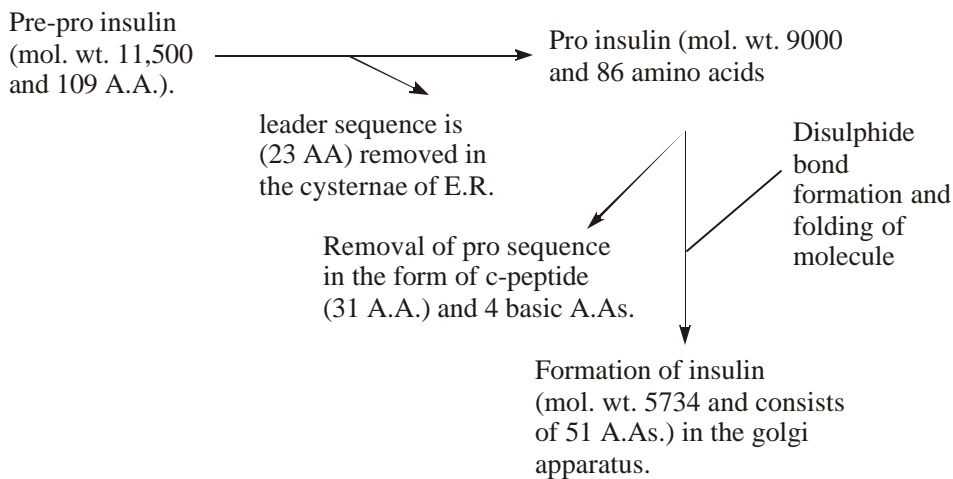 Pre-pro insulin
(mol. wt. 11,500
and 109 A.A.).
Pro insulin (mol. wt. 9000
and 86 amino acids
leader sequence is
(23 AA) removed in
the cysternae of E.R.
Disulphide
bond
formation and
folding of
molecule
Removal of pro sequence
in the form of c-peptide
(31 A.A.) and 4 basic A.As.
Formation of insulin
(mol. wt. 5734 and consists
of 51 A.As.) in the golgi
apparatus.